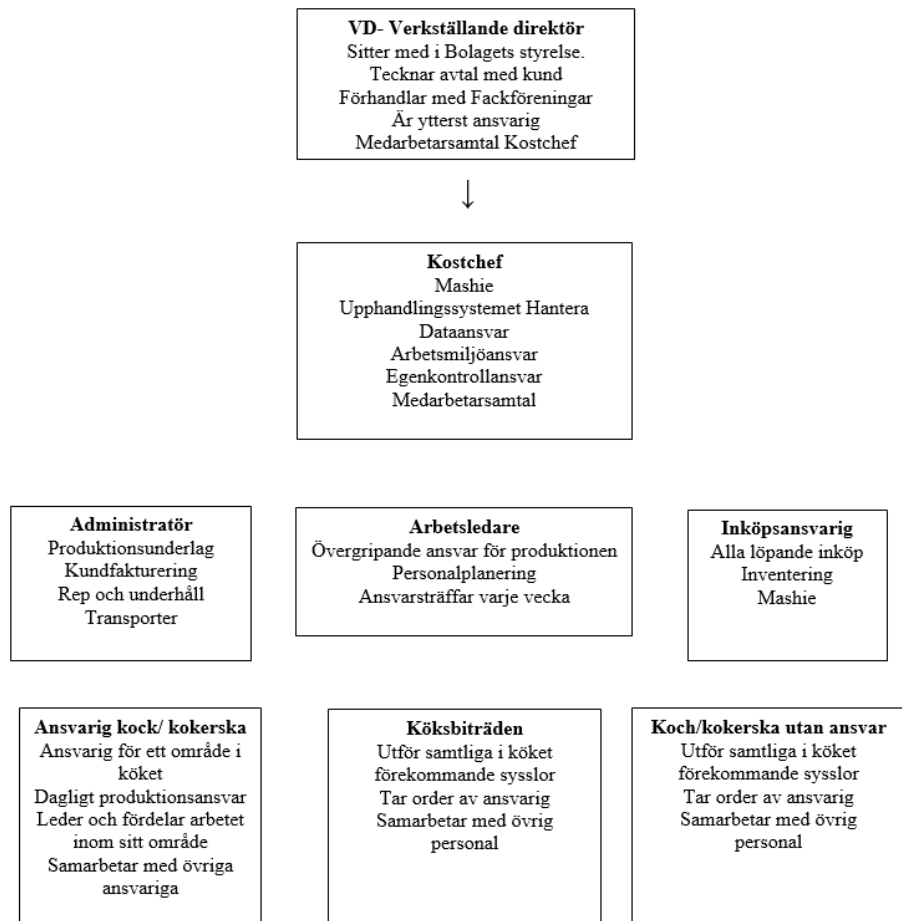 VD- Verkställande direktör
Sitter med i Bolagets styrelse.
Tecknar avtal med kund
Förhandlar med Fackföreningar
Är ytterst ansvarig
Medarbetarsamtal Kostchef
↓
Kostchef
Mashie
Upphandlingssystemet Hantera
Dataansvar
Arbetsmiljöansvar
Egenkontrollansvar
Medarbetarsamtal
Administratör
Produktionsunderlag
Kundfakturering
Rep och underhåll
Transporter
Arbetsledare
Övergripande ansvar för produktionen
Personalplanering
Ansvarsträffar varje vecka
Inköpsansvarig
Alla löpande inköp
Inventering
Mashie
Ansvarig kock/ kokerska
Ansvarig för ett område i
köket
Dagligt produktionsansvar
Leder och fördelar arbetet
inom sitt område
Samarbetar med övriga
ansvariga
Köksbiträden
Utför samtliga i köket
förekommande sysslor
Tar order av ansvarig
Samarbetar med övrig
personal
Koch/kokerska utan ansvar
Utför samtliga i köket
förekommande sysslor
Tar order av ansvarig
Samarbetar med övrig
personal